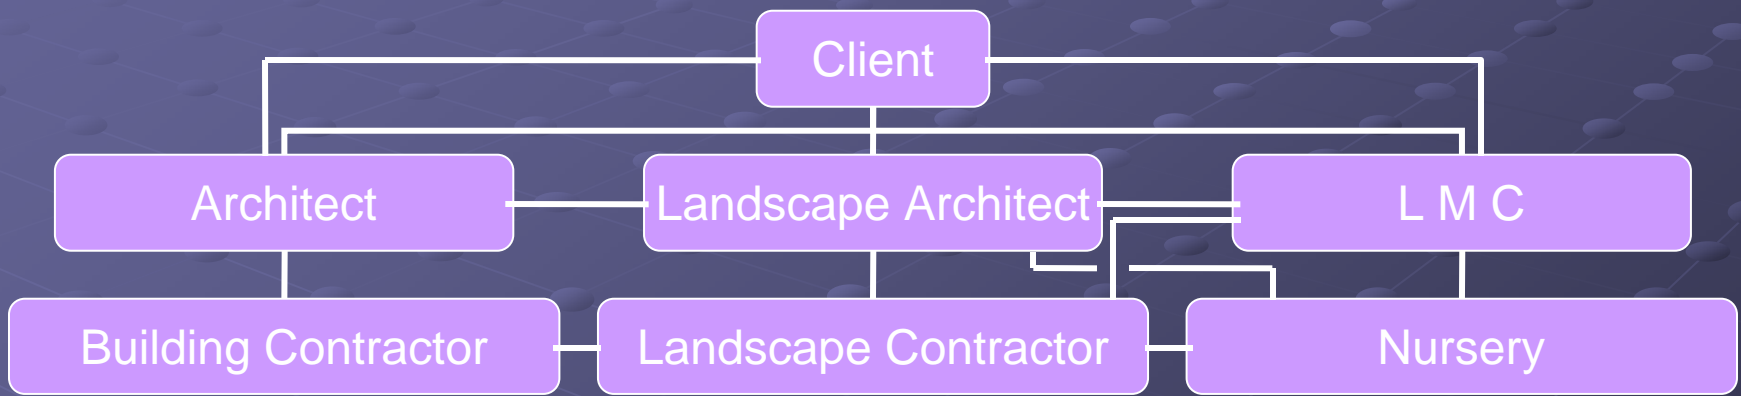 Client
Architect
Landscape Architect
L M C
Building Contractor
Landscape Contractor
Nursery